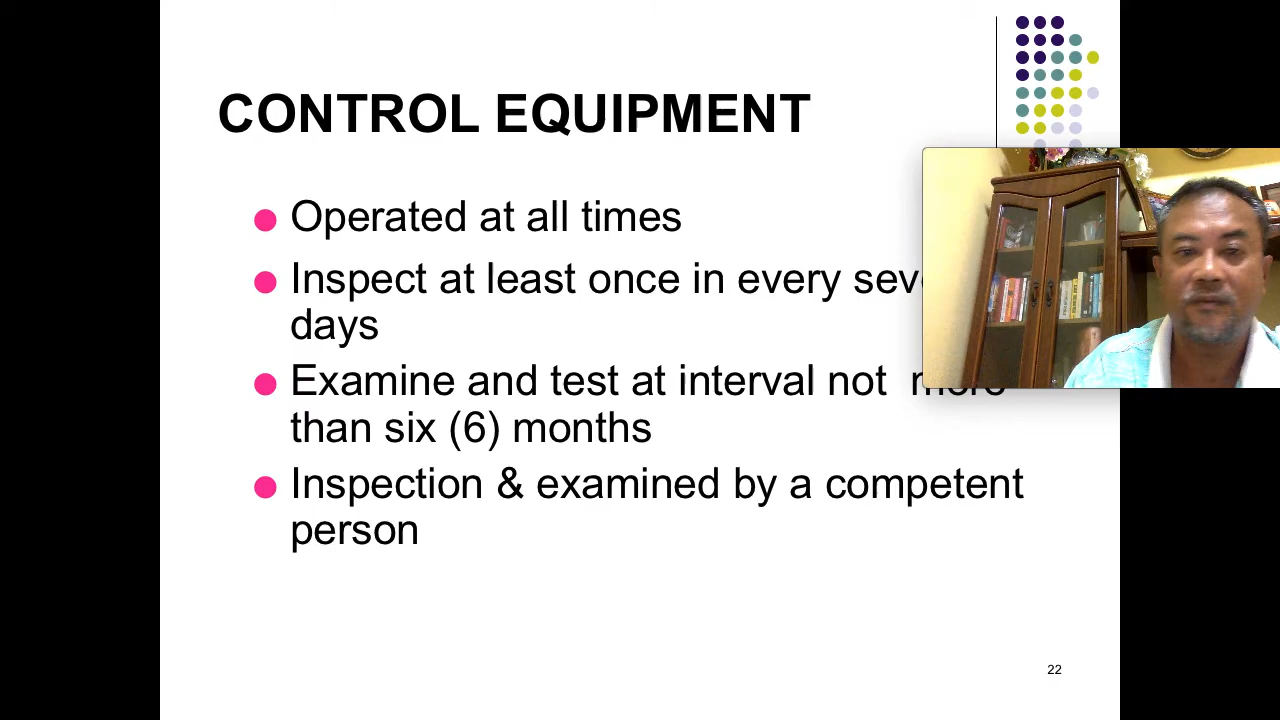 CONTROL EQUIPMENT
Operated at all times
Inspect at least once in every
days
Examine and test at interval not more
than six (6) months
Inspection & examined by a competent
person
22